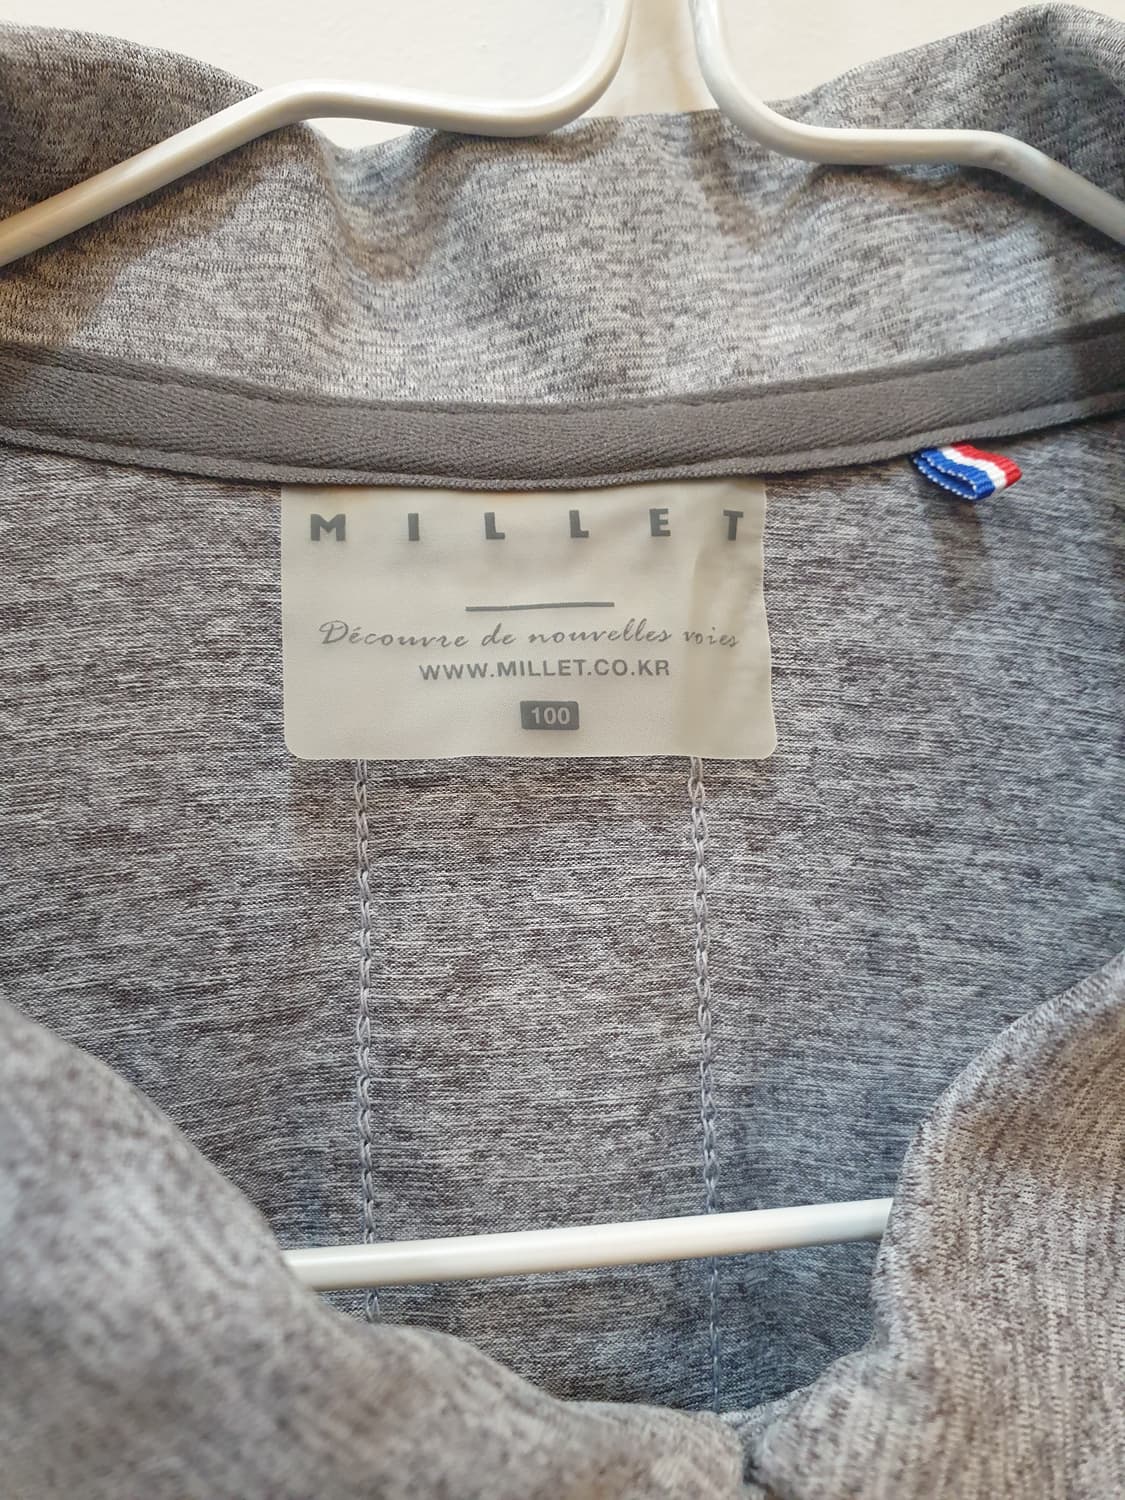 MILLET
Découvre de nouvelles voies
WWW.MILLET.CO.KR
100